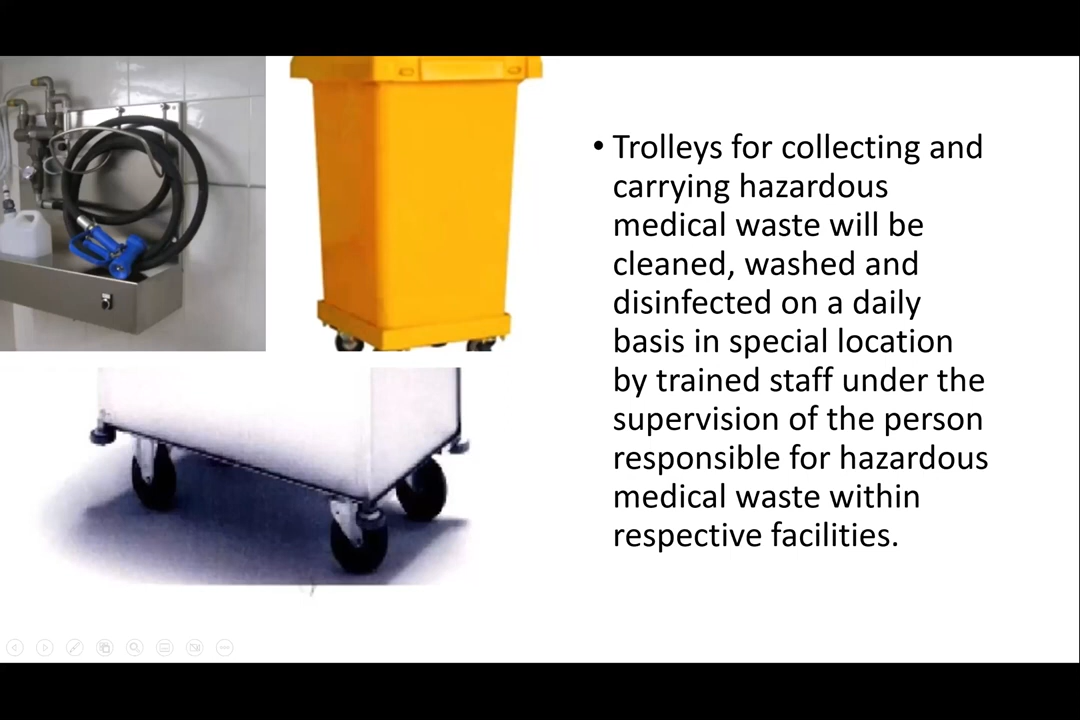 • Trolleys for collecting and
carrying hazardous
medical waste will be
cleaned, washed and
disinfected on a daily
basis in special location
by trained staff under the
supervision of the person
responsible for hazardous
medical waste within
respective facilities.